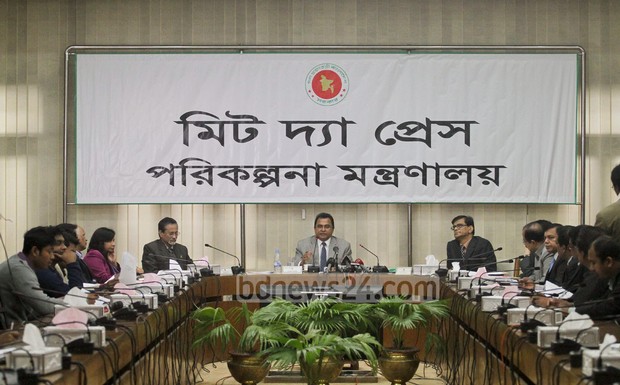 মিট দ্যা প্রেস
পরিকল্পনা মন্ত্রণালয়
bdnews24.com